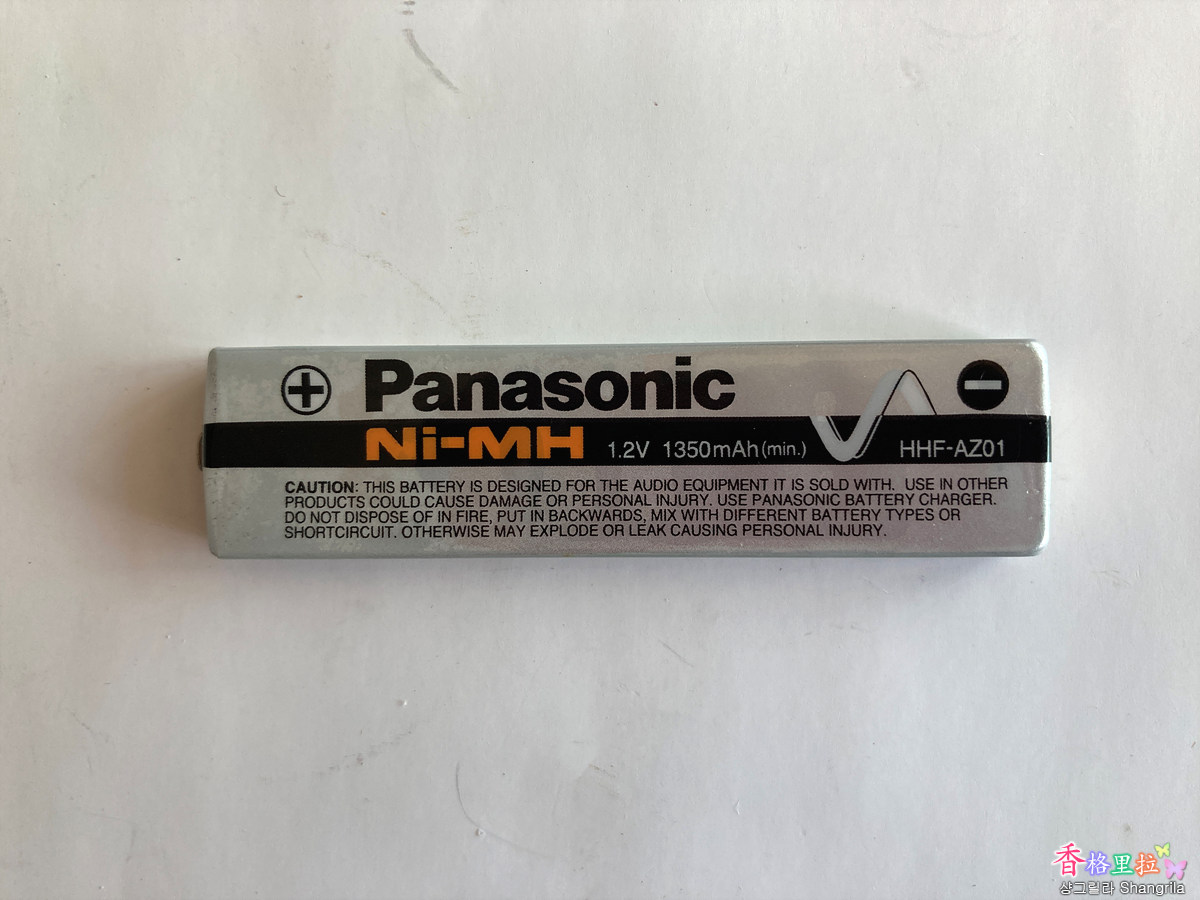 Panasonic
Ni-MH 1.2V 1350mAh(min.) HHF-AZ01
CAUTION: THIS BATTERY IS DESIGNED FOR THE AUDIO EQUIPMENT IT IS SOLD WITH. USE IN OTHER
PRODUCTS COULD CAUSE DAMAGE OR PERSONAL INJURY. USE PANASONIC BATTERY CHARGER.
DO NOT DISPOSE OF IN FIRE, PUT IN BACKWARDS, MIX WITH DIFFERENT BATTERY TYPES OR
SHORTCIRCUIT. OTHERWISE MAY EXPLODE OR LEAK CAUSING PERSONAL INJURY.
香格里拉
샹그릴라 Shangrila